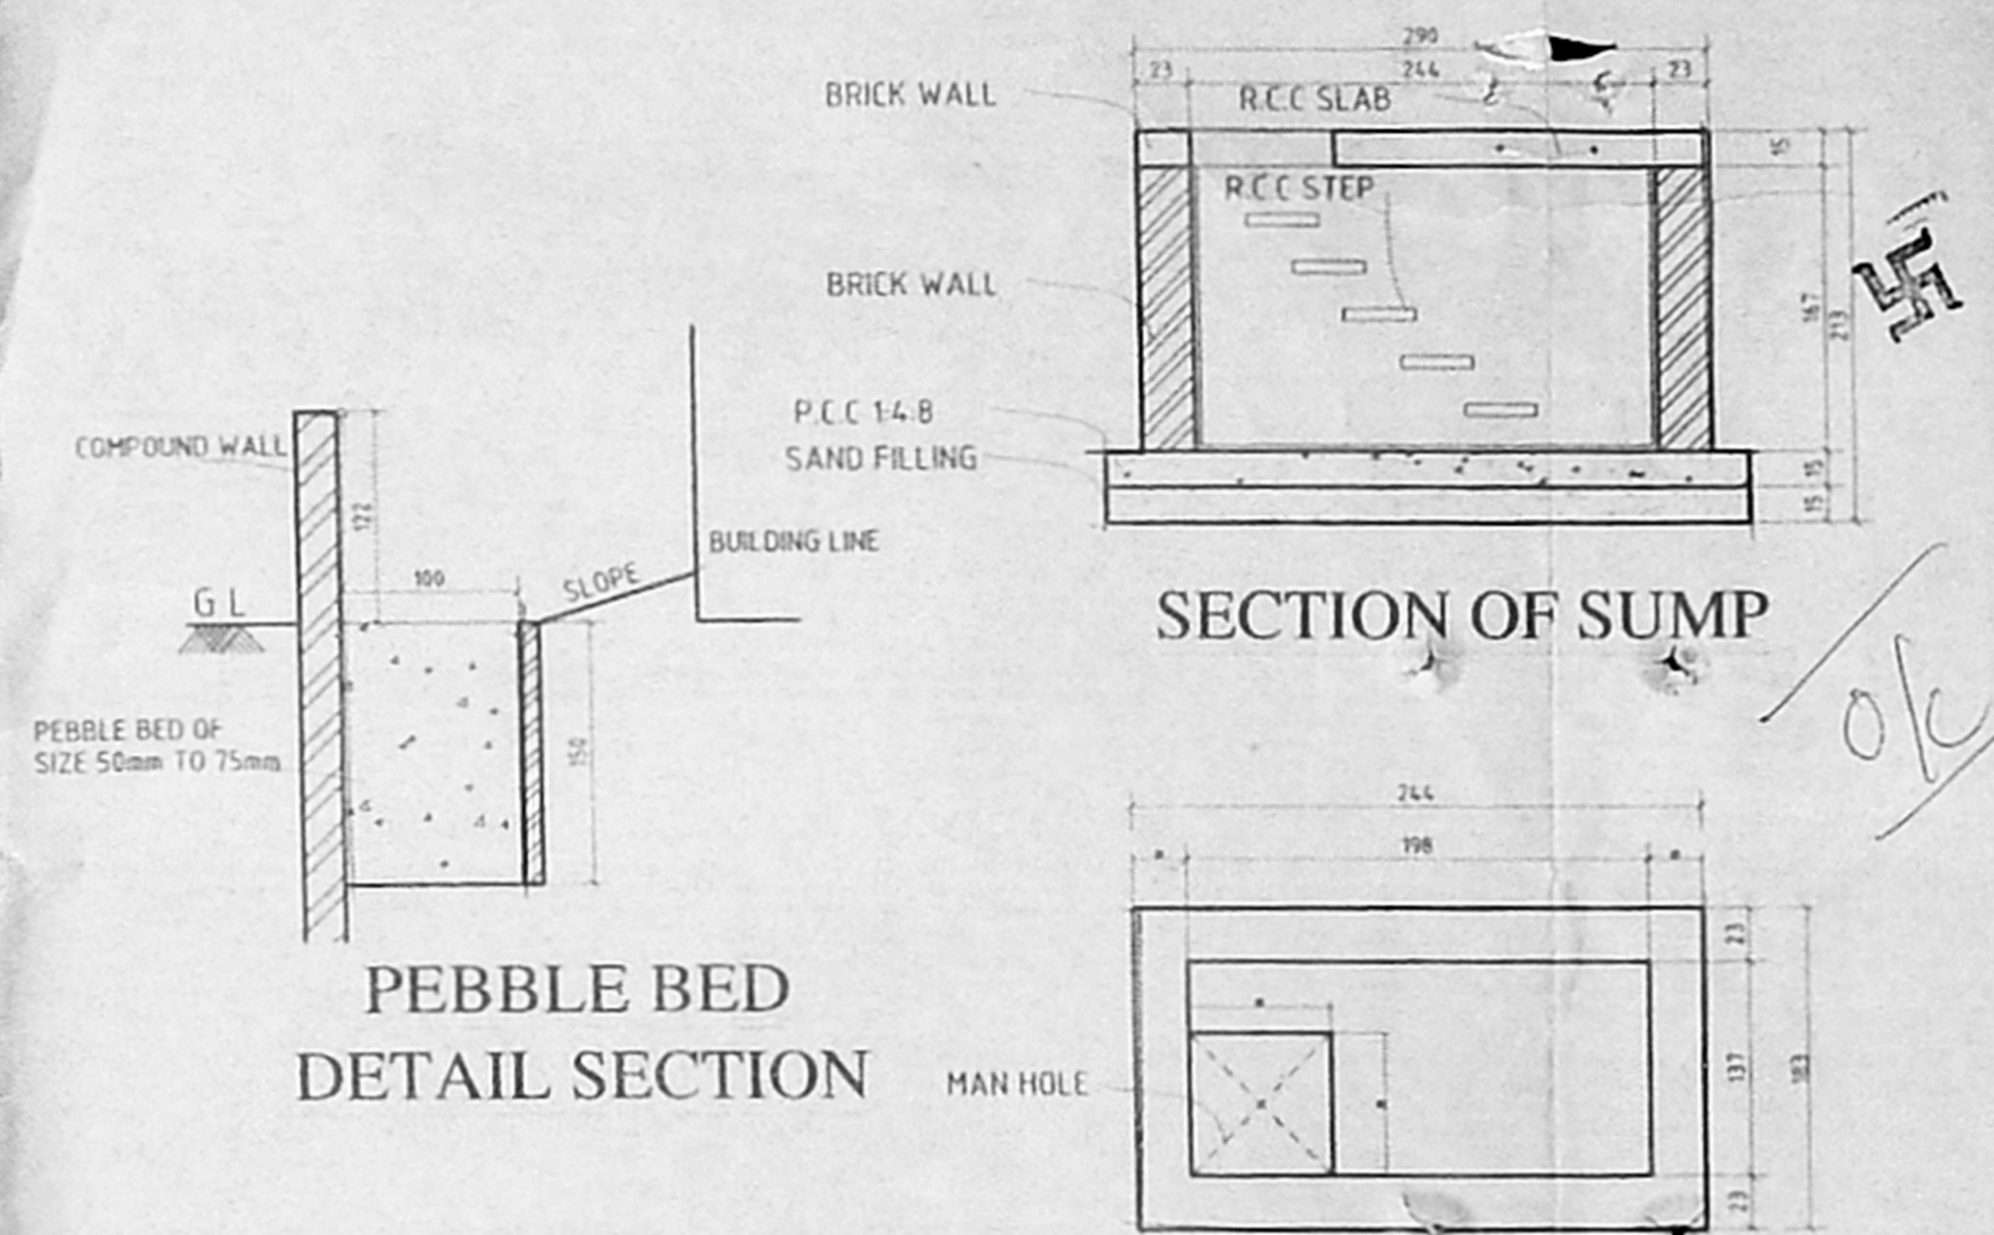 290
23 244 23
BRICK WALL
R.C.C SLAB
15
R.C.C STEP
BRICK WALL
167
213
P.C.C 1:4:8
SAND FILLING
15
15
SECTION OF SUMP
COMPOUND WALL
122
BUILDING LINE
100
SLOPE
G L
PEBBLE BED OF
SIZE 50mm TO 75mm
150
PEBBLE BED
DETAIL SECTION
O/C
244
198
23
MAN HOLE
137
183
23